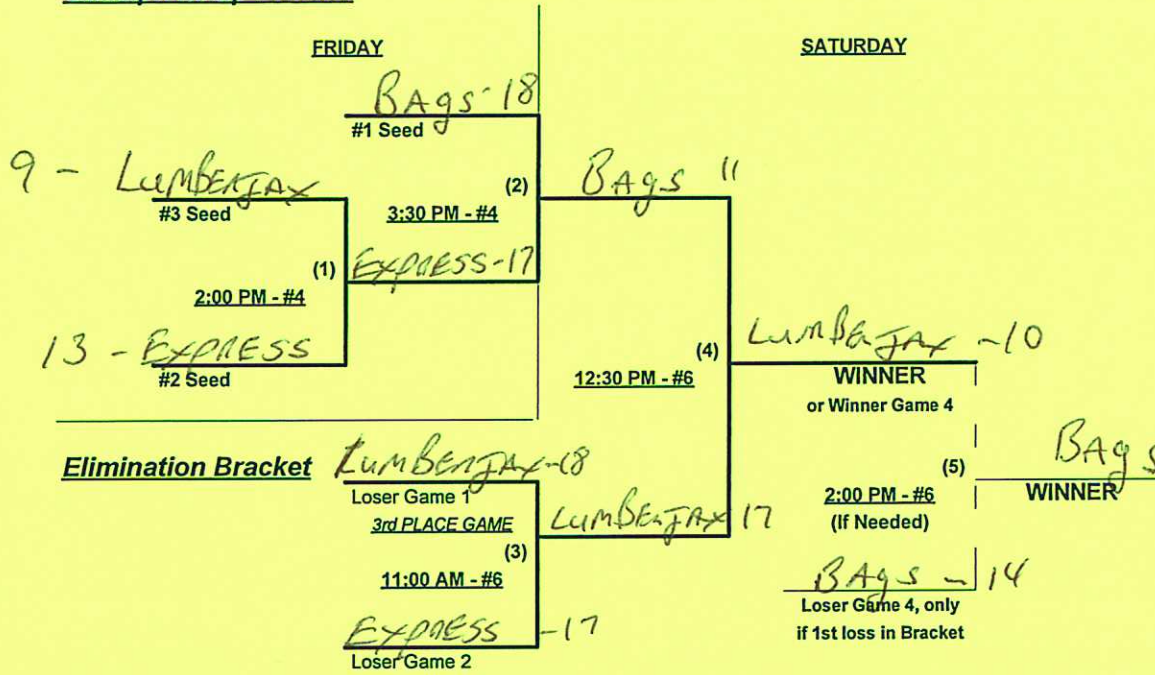 FRIDAY
SATURDAY
BAgs - 18
#1 Seed
9 - LUMBERJAX
#3 Seed
(2)
3:30 PM - #4
BAgs 11
(1)
EXPRESS-17
2:00 PM - #4
13 - EXPRESS
#2 Seed
(4)
12:30 PM - #6
LUMBERJAX - 10
WINNER
or Winner Game 4
Elimination Bracket
LUMBERJAX-18
Loser Game 1
3rd PLACE GAME
(3)
11:00 AM - #6
LUMBERJAX 17
EXPRESS -17
Loser Game 2
(5)
2:00 PM - #6
(If Needed)
BAgs
WINNER
BAgs - 14
Loser Game 4, only
if 1st loss in Bracket